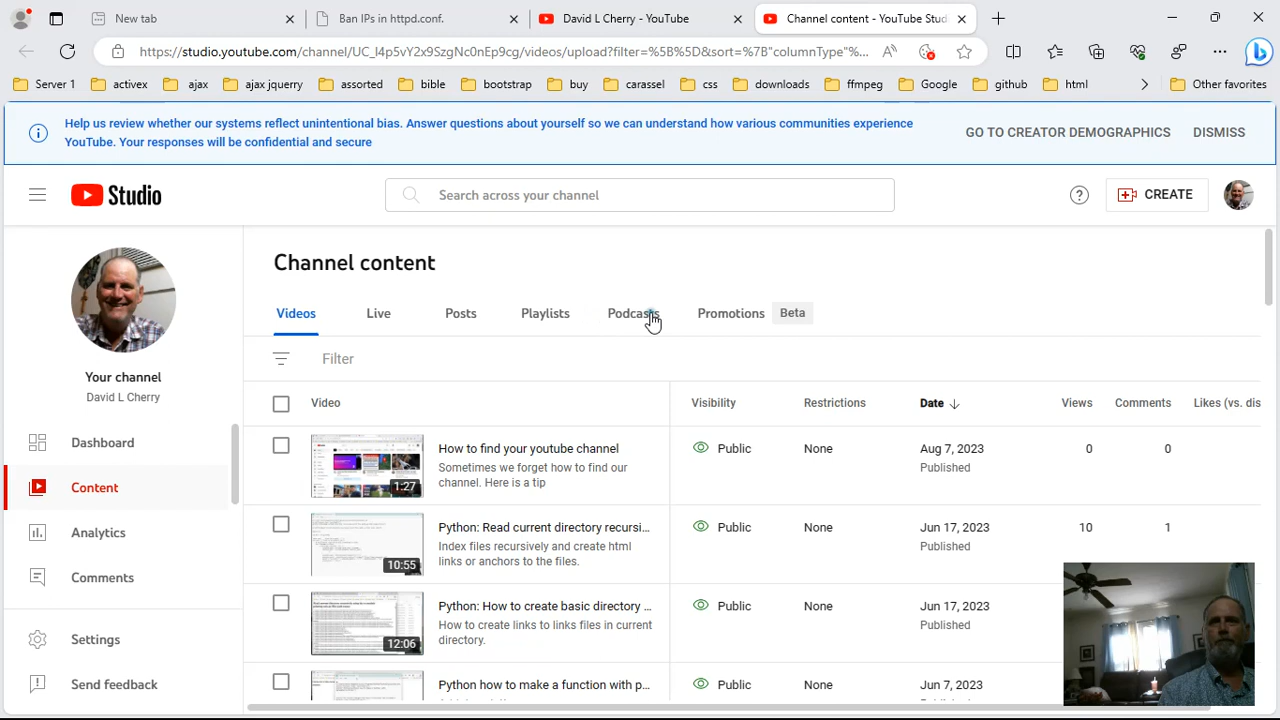 New tab
Ban IPs in httpd.conf.
David L Cherry - YouTube
Channel content - YouTube Stud
https://studio.youtube.com/channel/UC_l4p5vY2x9SzgNc0nEp9cg/videos/upload?filter=%5B%5D&sort=%7B"columnType"%...
Server 1
activex
ajax
ajax jquerry
assorted
bible
bootstrap
buy
carassel
css
downloads
ffmpeg
Google
github
html
Other favorites
Help us review whether our systems reflect unintentional bias. Answer questions about yourself so we can understand how various communities experience
YouTube. Your responses will be confidential and secure
GO TO CREATOR DEMOGRAPHICS
DISMISS
Studio
Search across your channel
CREATE
Your channel
David L Cherry
Dashboard
Content
Analytics
Comments
Settings
Send feedback
Channel content
Videos
Live
Posts
Playlists
Podcasts
Promotions
Beta
Filter
Video
Visibility
Restrictions
Date
Views
Comments
Likes (vs. dis
1:27
How to find your youtube channel
Sometimes we forget how to find our
channel. Here is a tip
Public
None
Aug 7, 2023
Published
0
0
10:55
Python: Read current directory recursi...
Index files recursively and create html
links or anchors to the files.
Public
None
Jun 17, 2023
Published
10
1
12:06
Python: How to create basic directory ...
How to create links to links files in current
directory.
Public
None
Jun 17, 2023
Published
Python how to make a function with p...
Public
None
Jun 7, 2023